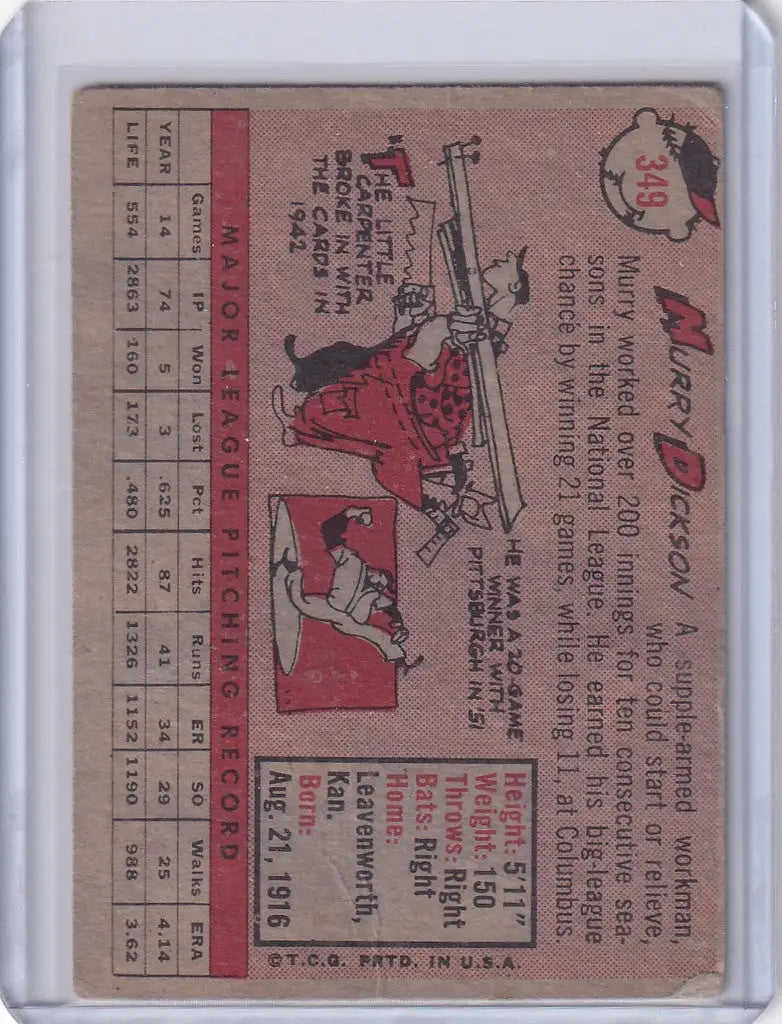 349
MURRY DICKSON A supple-armed workman,
who could start or relieve,
Murry worked over 200 innings for ten consecutive sea-
sons in the National League. He earned his big-league
chance by winning 21 games, while losing 11, at Columbus.
THE LITTLE
CARPENTER
BROKE IN WITH
THE CARDS IN
1942
HE WAS A 20-GAME
WINNER WITH
PITTSBURGH IN '51
Height: 5'11"
Weight: 150
Throws: Right
Bats: Right
Home:
Leavenworth,
Kan.
Born:
Aug. 21, 1916
©T.C.G. PRTD. IN U.S.A.
MAJOR LEAGUE PITCHING RECORD
Games IP Won Lost Pct Hits Runs ER SO Walks ERA
YEAR 14 74 5 3 .625 87 41 34 29 25 4.14
LIFE 554 2863 160 173 .480 2822 1326 1152 1190 988 3.62